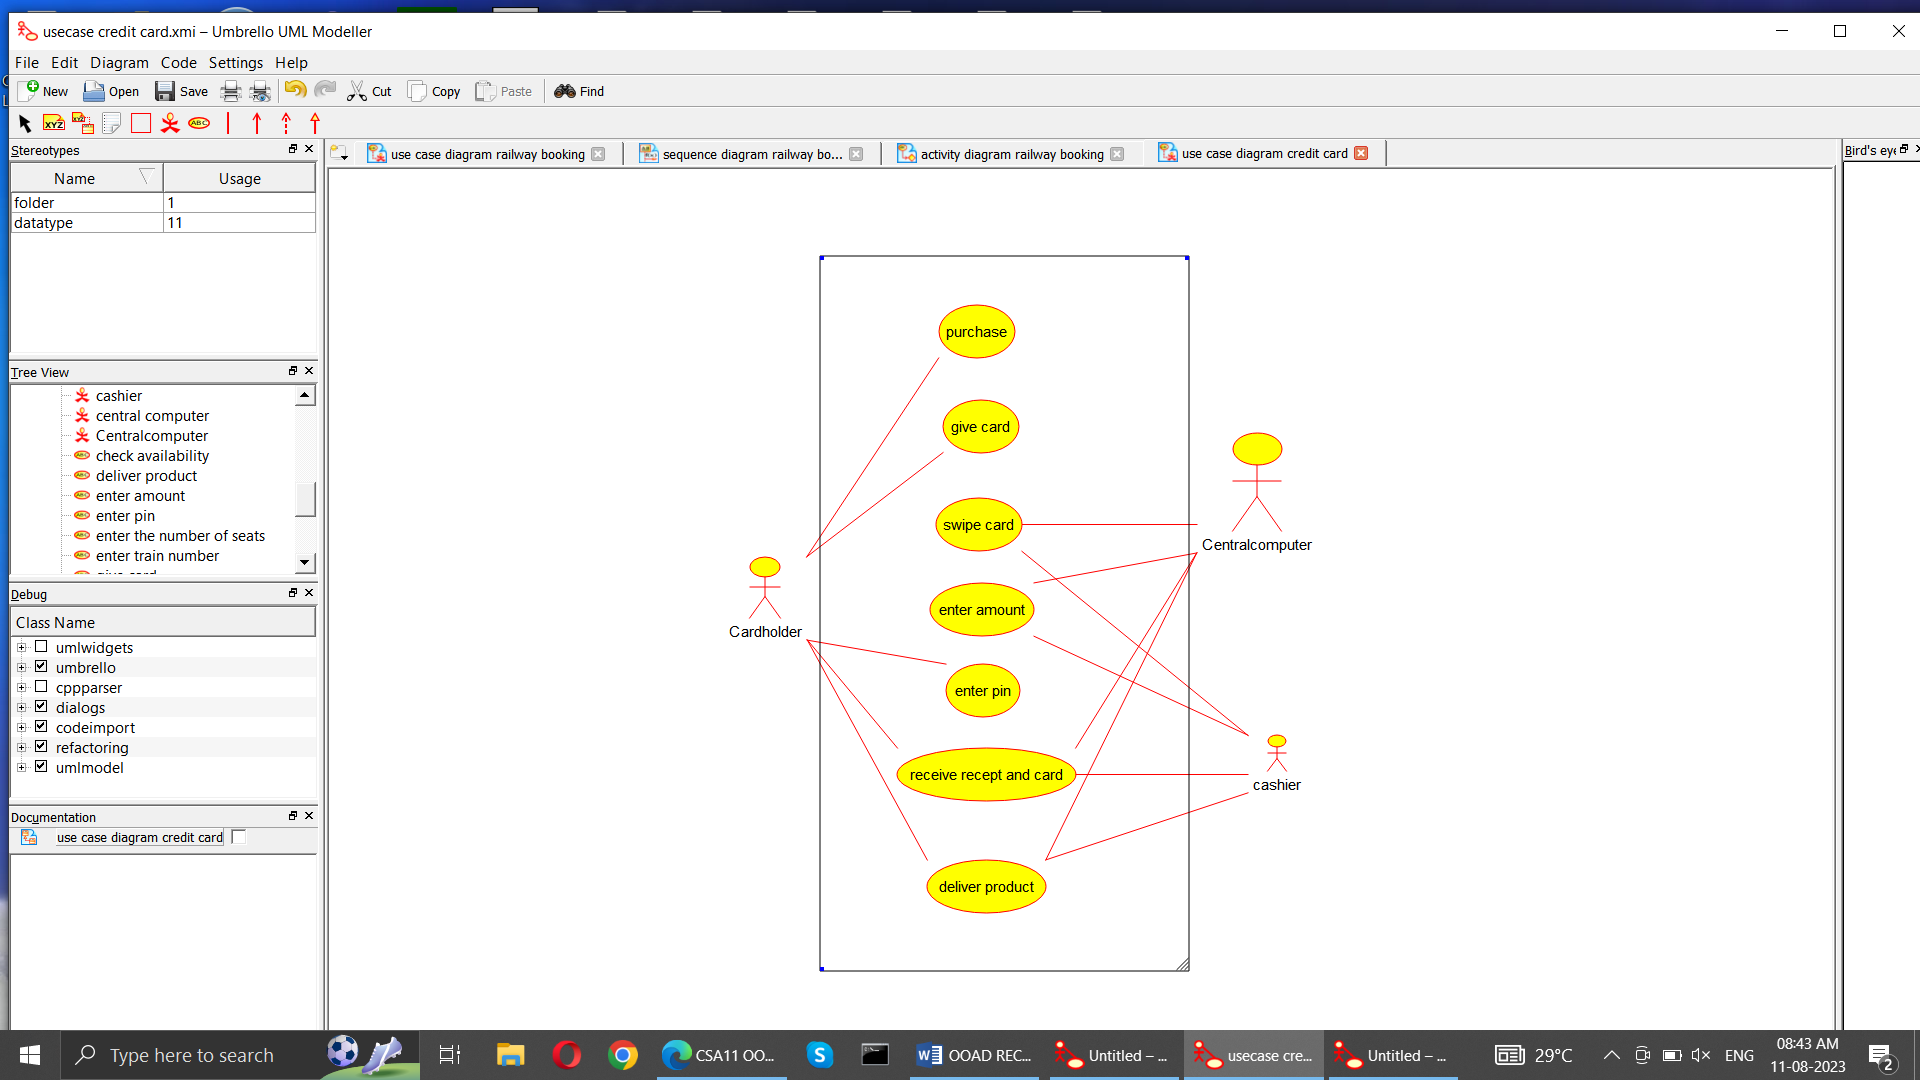 usecase credit card.xmi – Umbrello UML Modeller
File Edit Diagram Code Settings Help
New Open Save Cut Copy Paste Find
XYZ XYZ ABC
Stereotypes
use case diagram railway booking
sequence diagram railway bo...
activity diagram railway booking
use case diagram credit card
Bird's eye
Name Usage
folder 1
datatype 11
Tree View
cashier
central computer
Centralcomputer
check availability
deliver product
enter amount
enter pin
enter the number of seats
enter train number
give card
Debug
Class Name
umlwidgets
umbrello
cppparser
dialogs
codeimport
refactoring
umlmodel
Documentation
use case diagram credit card
purchase
give card
swipe card
Centralcomputer
enter amount
Cardholder
enter pin
receive recept and card
cashier
deliver product
Type here to search
CSA11 OO...
OOAD REC...
Untitled – ...
usecase cre...
Untitled – ...
29°C
ENG
08:43 AM
11-08-2023
2